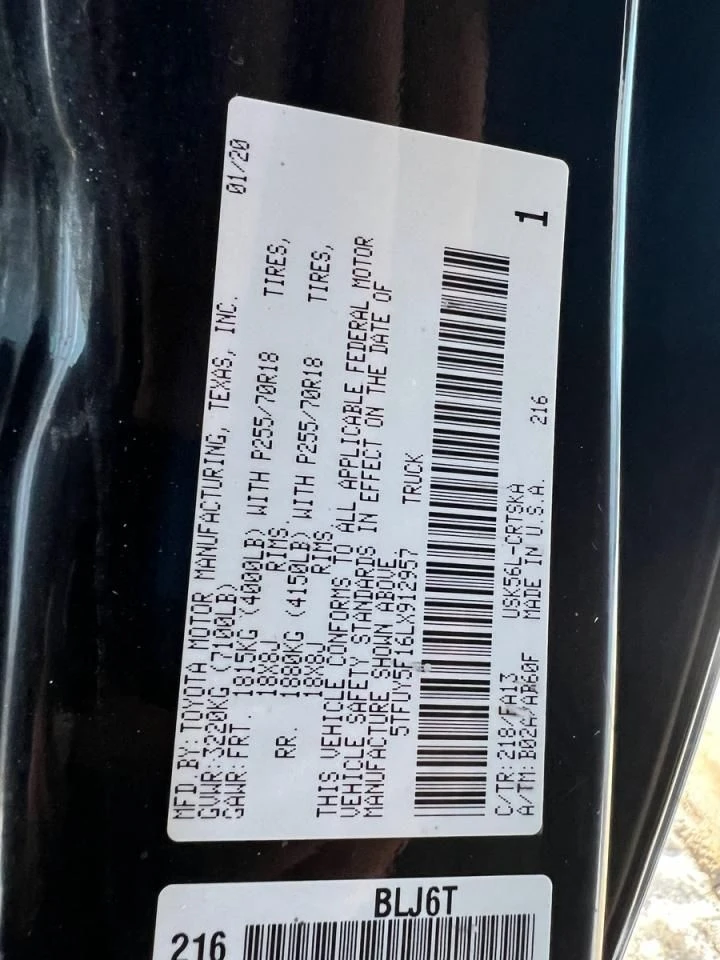 MFD BY: TOYOTA MOTOR MANUFACTURING, TEXAS, INC. 01/20
GVWR: 3220KG (7100LB)
GAWR: FRT. 1815KG (4000LB) WITH P255/70R18 TIRES,
18X8J RIMS,
RR. 1880KG (4150LB) WITH P255/70R18 TIRES,
18X8J RIMS
THIS VEHICLE CONFORMS TO ALL APPLICABLE FEDERAL MOTOR
VEHICLE SAFETY STANDARDS IN EFFECT ON THE DATE OF
MANUFACTURE SHOWN ABOVE.
5TFUY5F16LX912957 TRUCK
1
C/TR: 218/FA13 USK56L-CRTSKA
A/TM: B02A/AB60F MADE IN U.S.A. 216
BLJ6T
216